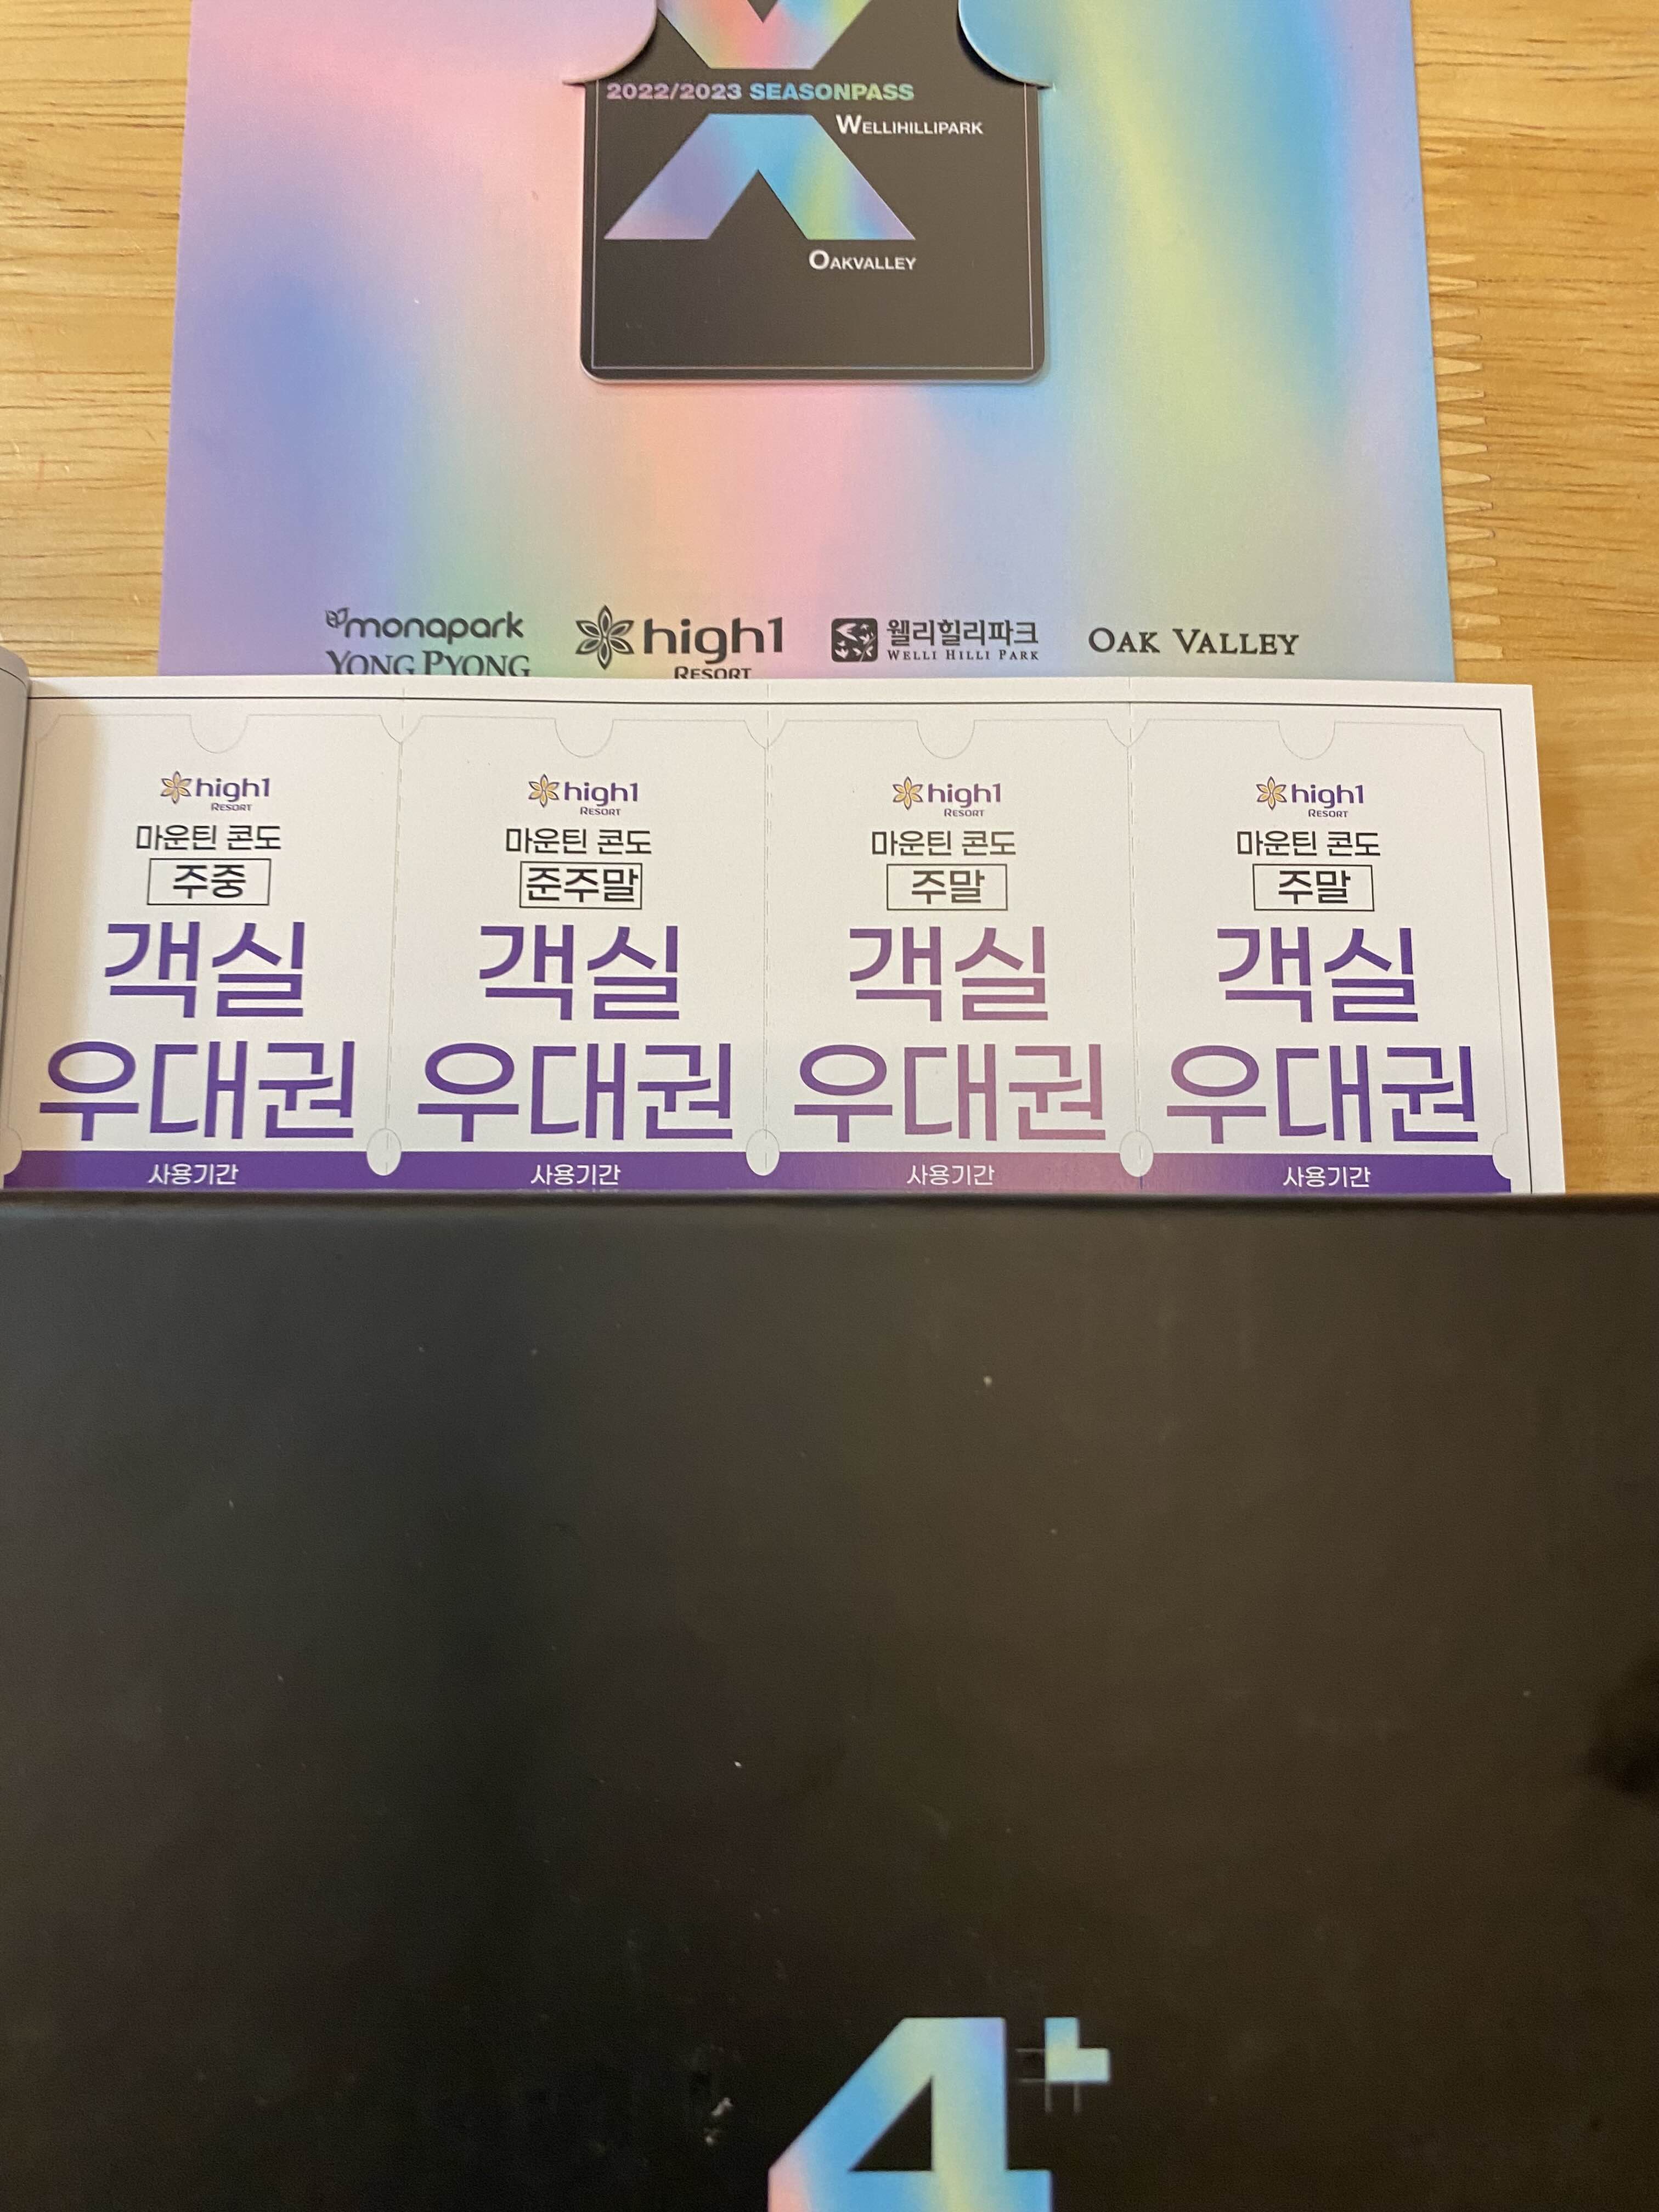 2022/2023 SEASONPASS
WELLIHILLIPARK
OAKVALLEY
monapark
YONG PYONG
high1
RESORT
웰리힐리파크
WELLI HILLI PARK
OAK VALLEY
high1
RESORT
마운틴 콘도
주중
객실
우대권
사용기간
high1
RESORT
마운틴 콘도
준주말
객실
우대권
사용기간
high1
RESORT
마운틴 콘도
주말
객실
우대권
사용기간
high1
RESORT
마운틴 콘도
주말
객실
우대권
사용기간
4+